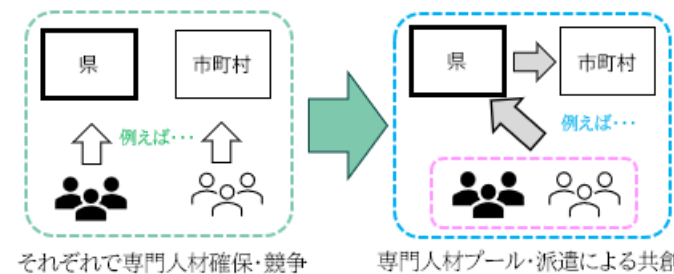 県
市町村
例えば･･･
それぞれで専門人材確保･競争
県
市町村
例えば･･･
専門人材プール･派遣による共創